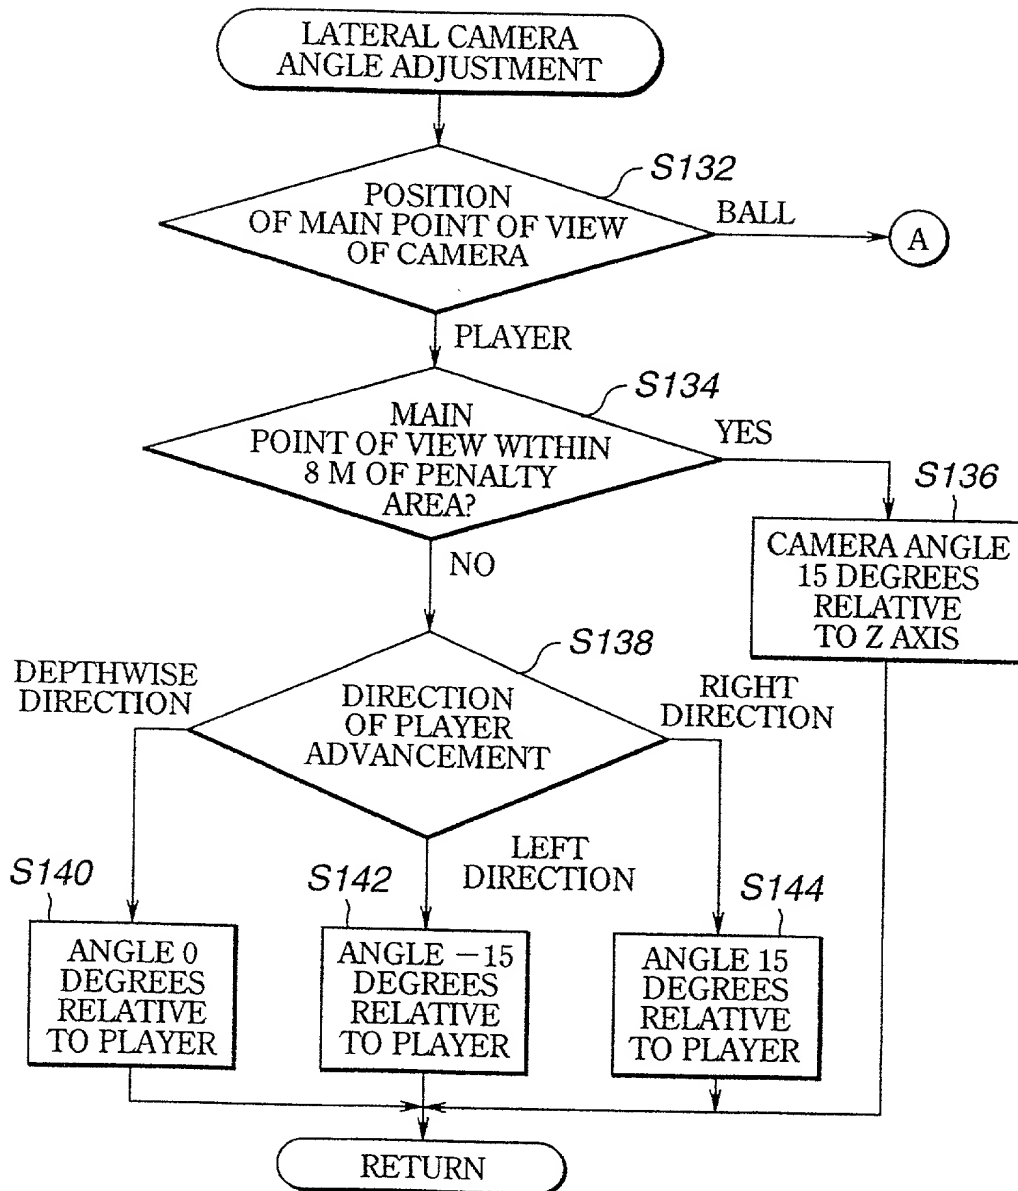 LATERAL CAMERA
ANGLE ADJUSTMENT
S132
POSITION
OF MAIN POINT OF VIEW
OF CAMERA
BALL
A
PLAYER
S134
MAIN
POINT OF VIEW WITHIN
8 M OF PENALTY
AREA?
YES
S136
CAMERA ANGLE
15 DEGREES
RELATIVE
TO Z AXIS
NO
S138
DIRECTION
OF PLAYER
ADVANCEMENT
DEPTHWISE
DIRECTION
RIGHT
DIRECTION
LEFT
DIRECTION
S140
ANGLE 0
DEGREES
RELATIVE
TO PLAYER
S142
ANGLE －15
DEGREES
RELATIVE
TO PLAYER
S144
ANGLE 15
DEGREES
RELATIVE
TO PLAYER
RETURN